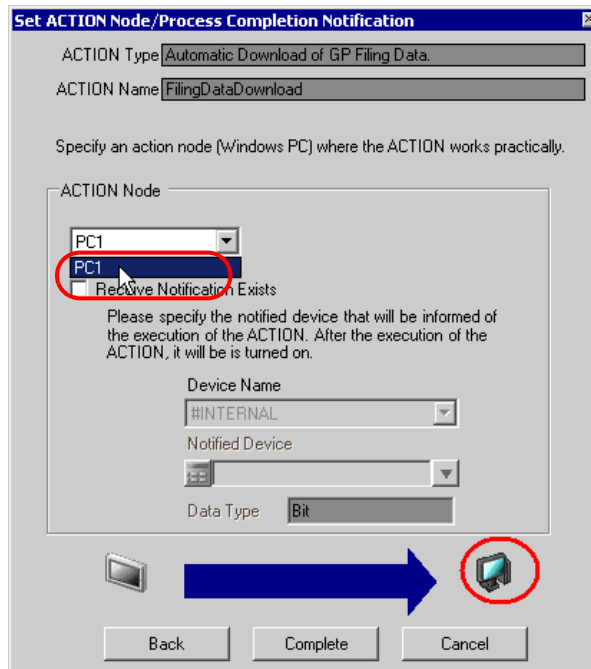 Set ACTION Node/Process Completion Notification
ACTION Type Automatic Download of GP Filing Data.
ACTION Name FilingDataDownload
Specify an action node (Windows PC) where the ACTION works practically.
ACTION Node
PC1
PC1
Receive Notification Exists
Please specify the notified device that will be informed
of the execution of the ACTION. After the execution of the
ACTION, it will be is turned on.
Device Name
#INTERNAL
Notified Device
Data Type Bit
Back Complete Cancel